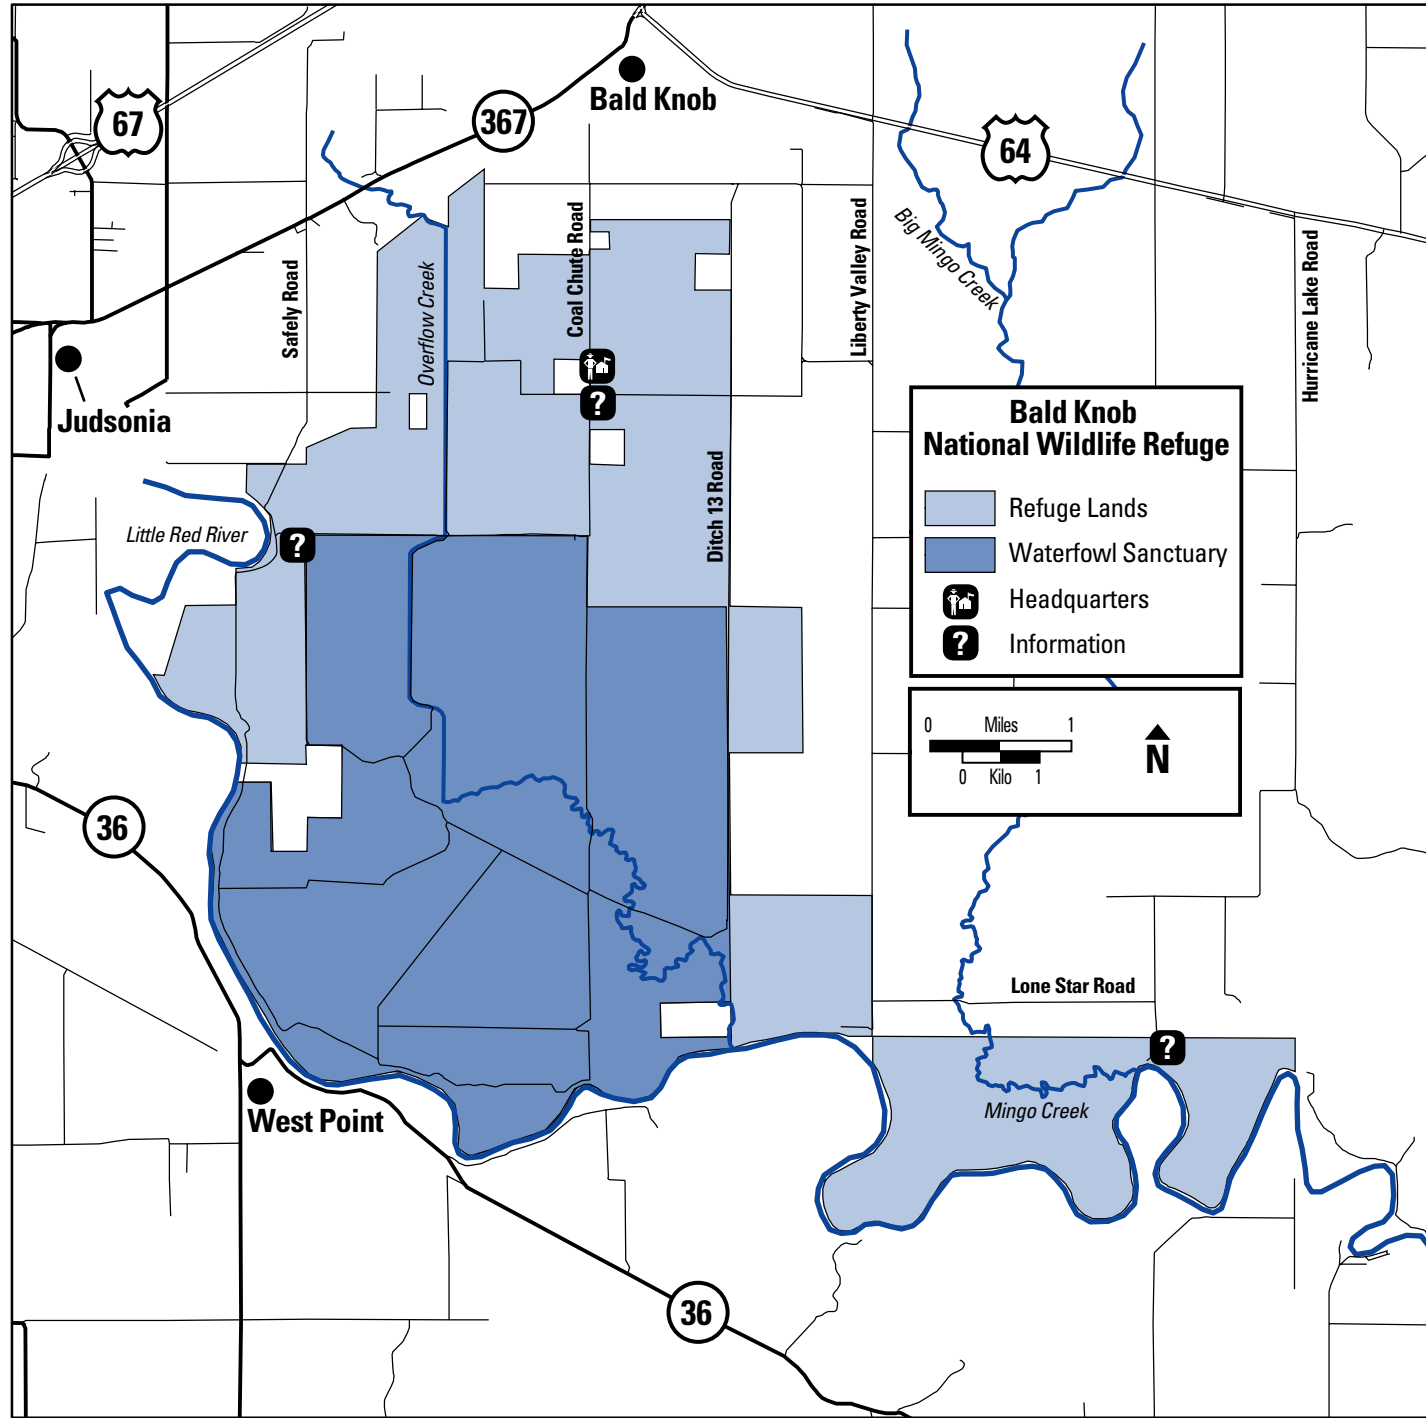 Bald Knob
67
367
64
Big Mingo Creek
Coal Chute Road
Liberty Valley Road
Hurricane Lake Road
Safely Road
Overflow Creek
Judsonia
Bald Knob
National Wildlife Refuge
Refuge Lands
Waterfowl Sanctuary
Headquarters
? Information
?
?
Ditch 13 Road
Little Red River
0 Miles 1
0 Kilo 1
N
36
Lone Star Road
?
Mingo Creek
West Point
36